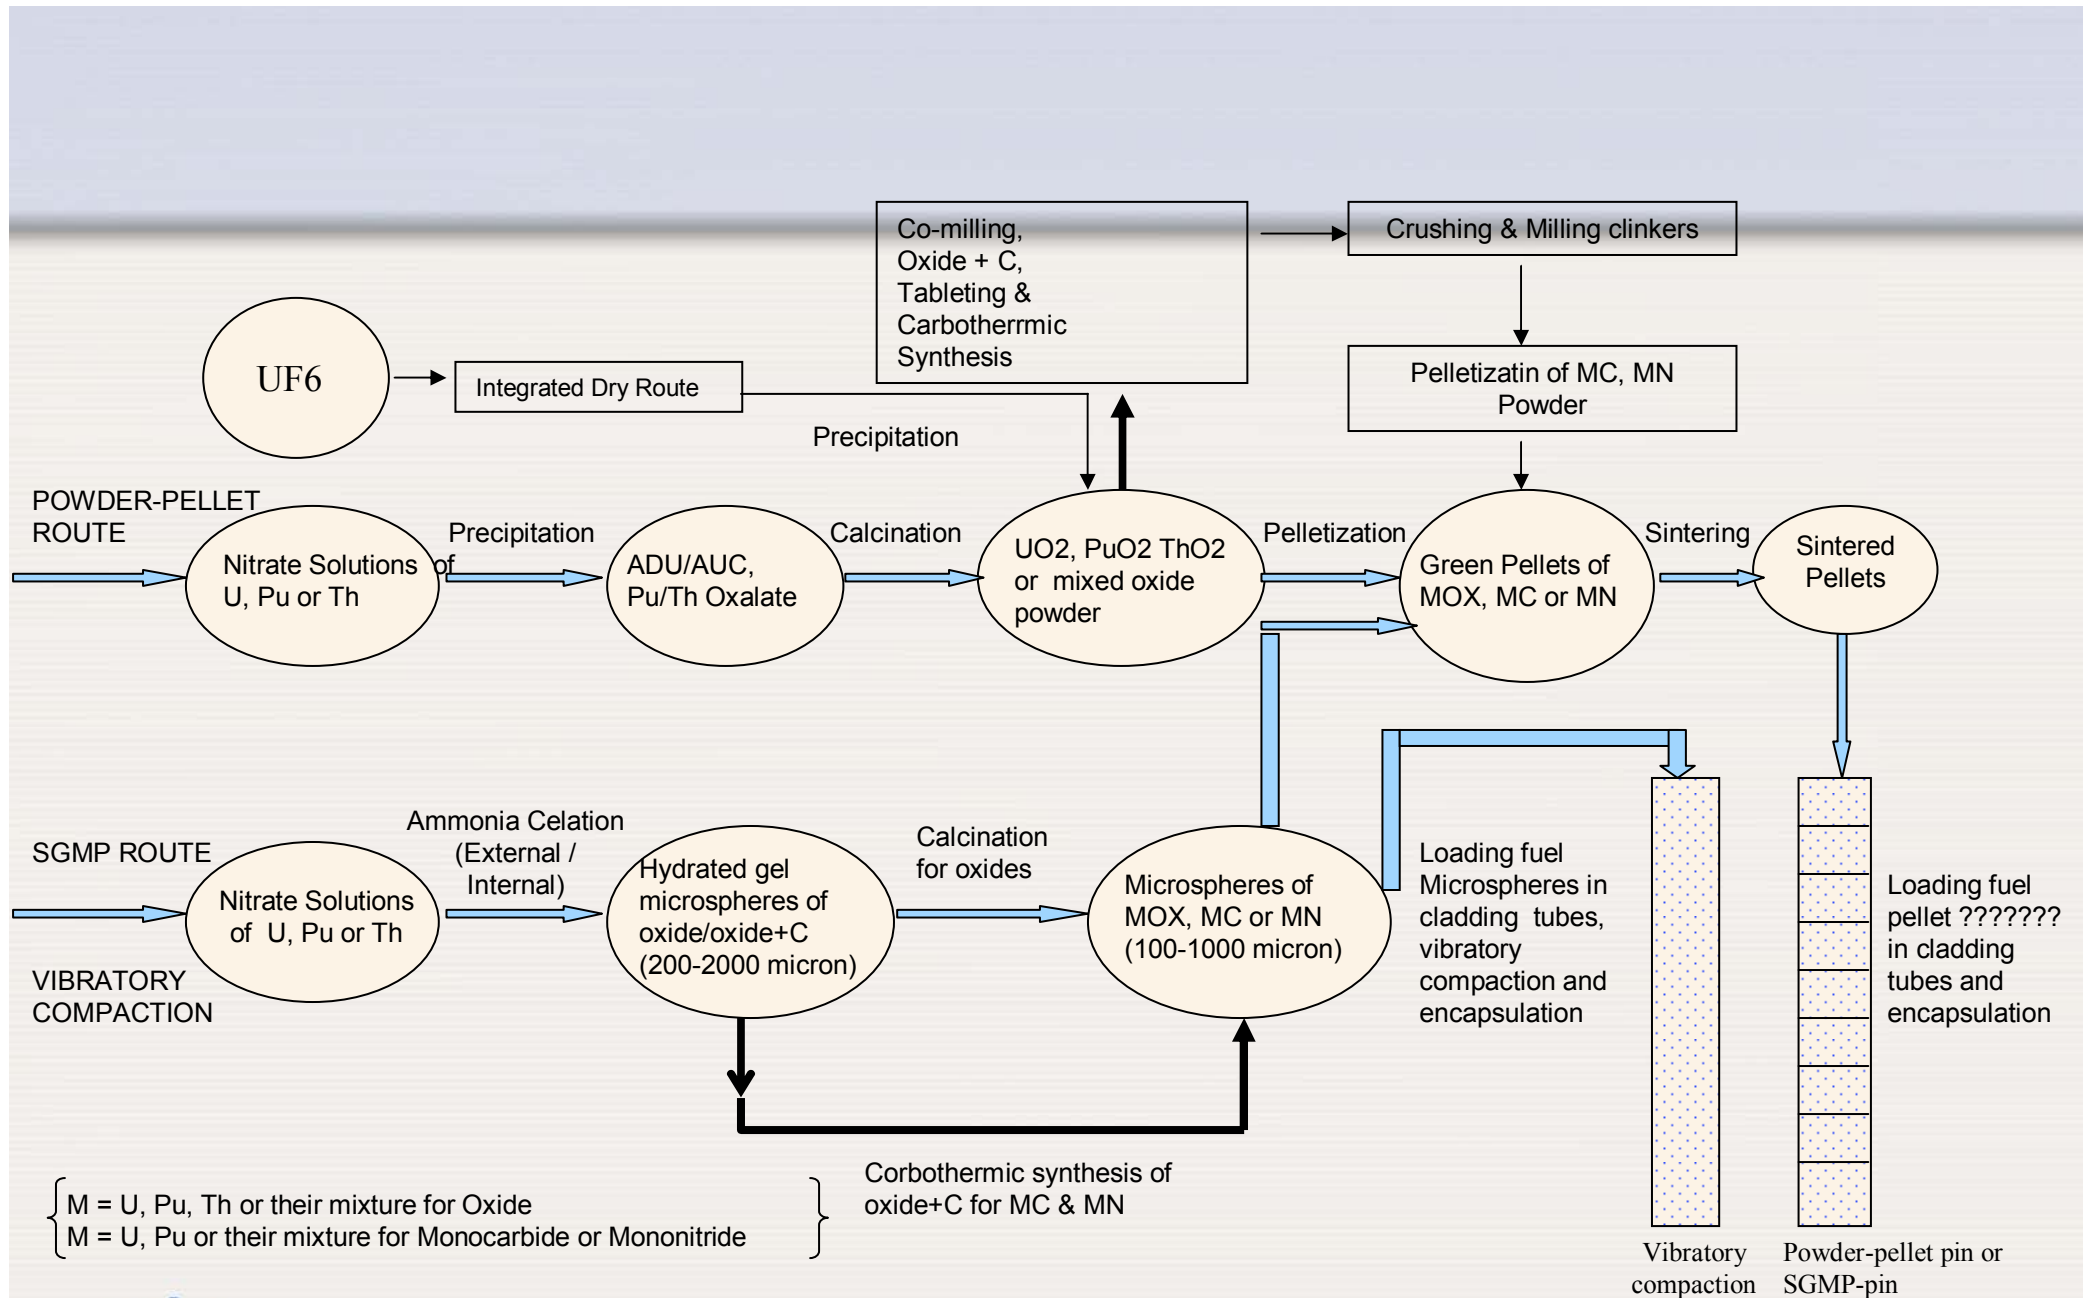 Co-milling,
Oxide + C,
Tableting &
Carbotherrmic
Synthesis
Crushing & Milling clinkers
UF6
Integrated Dry Route
Pelletizatin of MC, MN
Powder
Precipitation
POWDER-PELLET
ROUTE
Nitrate Solutions of
U, Pu or Th
Precipitation
ADU/AUC,
Pu/Th Oxalate
Calcination
UO2, PuO2 ThO2
or mixed oxide
powder
Pelletization
Green Pellets of
MOX, MC or MN
Sintering
Sintered
Pellets
SGMP ROUTE
VIBRATORY
COMPACTION
Nitrate Solutions
of U, Pu or Th
Ammonia Celation
(External /
Internal)
Hydrated gel
microspheres of
oxide/oxide+C
(200-2000 micron)
Calcination
for oxides
Microspheres of
MOX, MC or MN
(100-1000 micron)
Loading fuel
Microspheres in
cladding tubes,
vibratory
compaction and
encapsulation
Loading fuel
pellet ???????
in cladding
tubes and
encapsulation
Corbothermic synthesis of
oxide+C for MC & MN
M = U, Pu, Th or their mixture for Oxide
M = U, Pu or their mixture for Monocarbide or Mononitride
Vibratory
compaction
Powder-pellet pin or
SGMP-pin